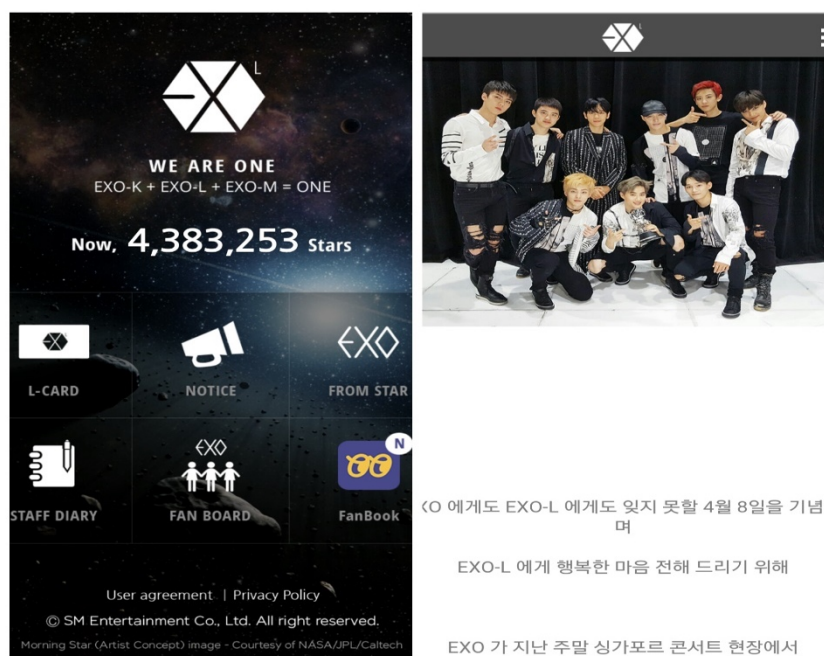 EXO
L
WE ARE ONE
EXO-K + EXO-L + EXO-M = ONE
Now, 4,383,253 Stars
L-CARD
NOTICE
EXO
FROM STAR
STAFF DIARY
EXO
FAN BOARD
N
FanBook
User agreement | Privacy Policy
© SM Entertainment Co., Ltd. All right reserved.
Morning Star (Artist Concept) image - Courtesy of NASA/JPL/Caltech
EXO
XO 에게도 EXO-L 에게도 잊지 못할 4월 8일을 기념
며
EXO-L 에게 행복한 마음 전해 드리기 위해
EXO 가 지난 주말 싱가포르 콘서트 현장에서